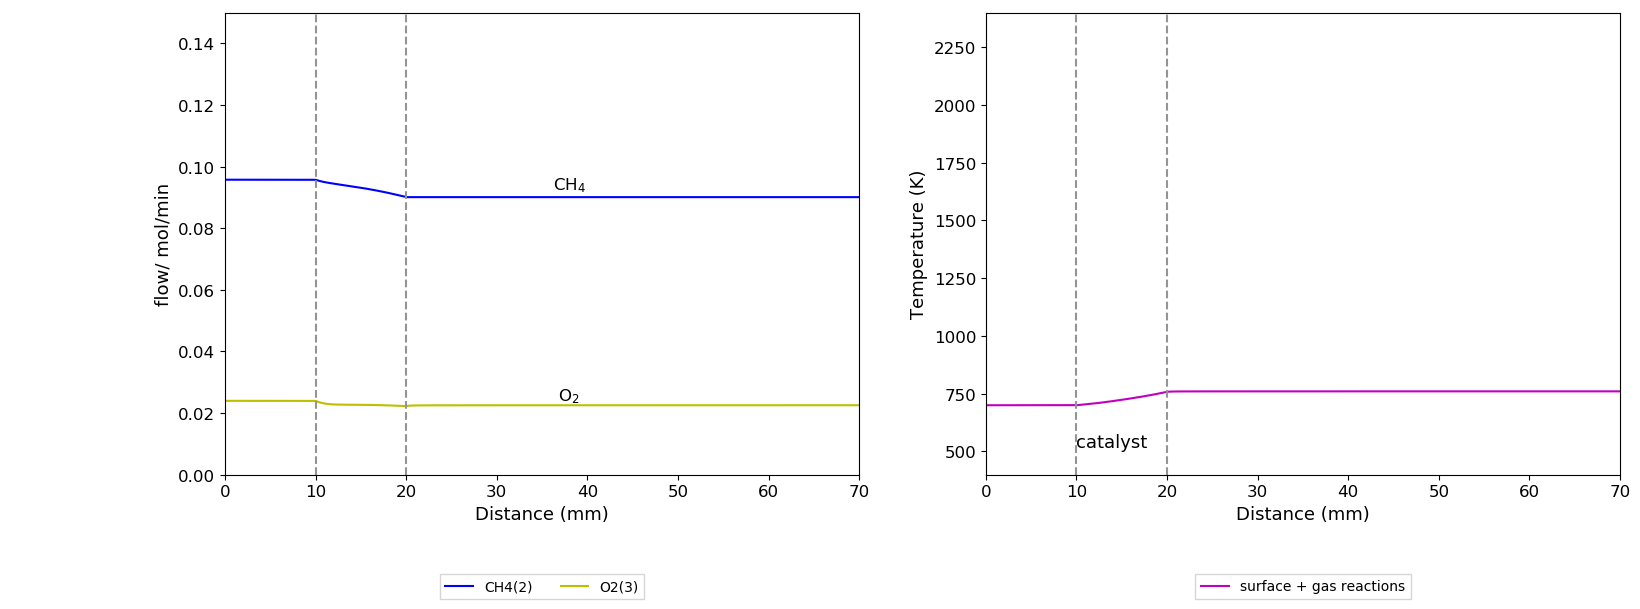 0.14
0.12
0.10
0.08
0.06
0.04
0.02
0.00
flow/ mol/min
CH₄
O₂
0 10 20 30 40 50 60 70
Distance (mm)
CH4(2) O2(3)
2250
2000
1750
1500
1250
1000
750
500
Temperature (K)
catalyst
0 10 20 30 40 50 60 70
Distance (mm)
surface + gas reactions